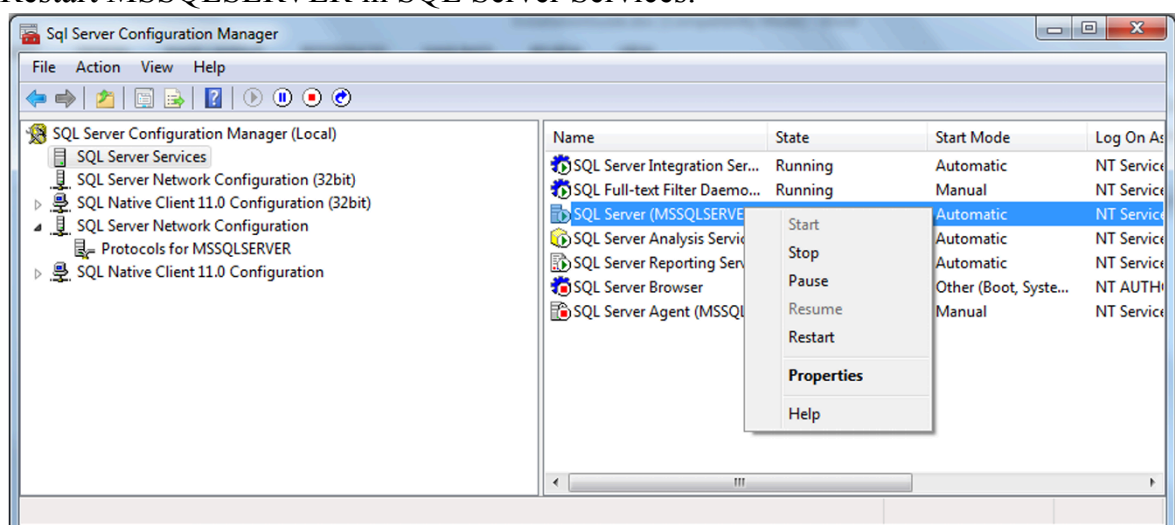 Restart MSSQLSERVER in SQL Server Services.
Sql Server Configuration Manager
File Action View Help
SQL Server Configuration Manager (Local)
SQL Server Services
SQL Server Network Configuration (32bit)
SQL Native Client 11.0 Configuration (32bit)
SQL Server Network Configuration
Protocols for MSSQLSERVER
SQL Native Client 11.0 Configuration
Name State Start Mode Log On As
SQL Server Integration Ser... Running Automatic NT Service
SQL Full-text Filter Daemo... Running Manual NT Service
SQL Server (MSSQLSERVE Automatic NT Service
SQL Server Analysis Servic Automatic NT Service
SQL Server Reporting Serv Automatic NT Service
SQL Server Browser Other (Boot, Syste... NT AUTH
SQL Server Agent (MSSQL Manual NT Service
Start
Stop
Pause
Resume
Restart
Properties
Help